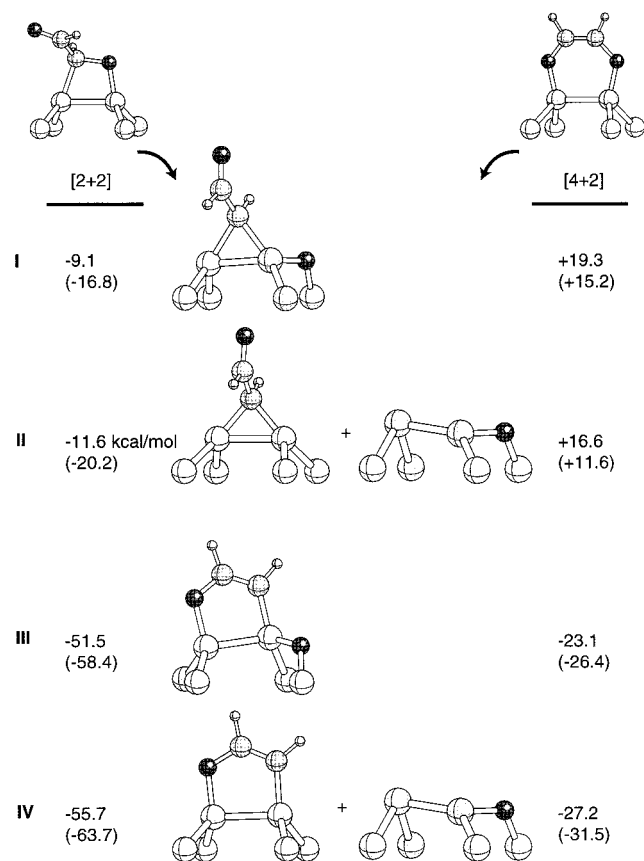 [2+2] [4+2]
I -9.1 +19.3
(-16.8) (+15.2)
II -11.6 kcal/mol + +16.6
(-20.2) (+11.6)
III -51.5 -23.1
(-58.4) (-26.4)
IV -55.7 + -27.2
(-63.7) (-31.5)